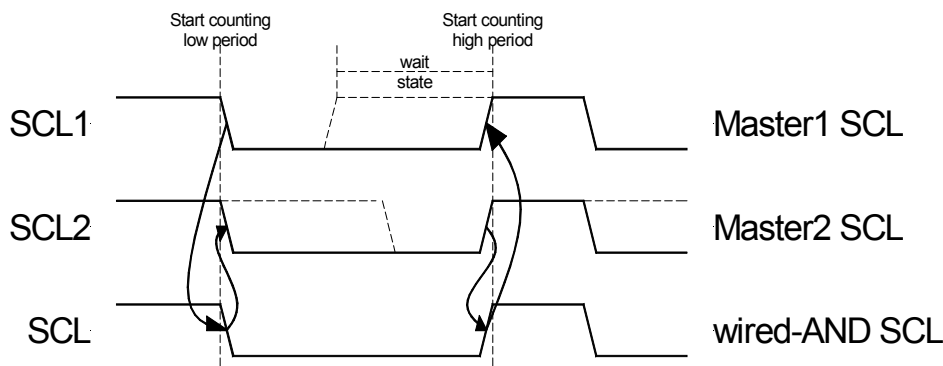 Start counting
low period
Start counting
high period
wait
state
SCL1
Master1 SCL
SCL2
Master2 SCL
SCL
wired-AND SCL